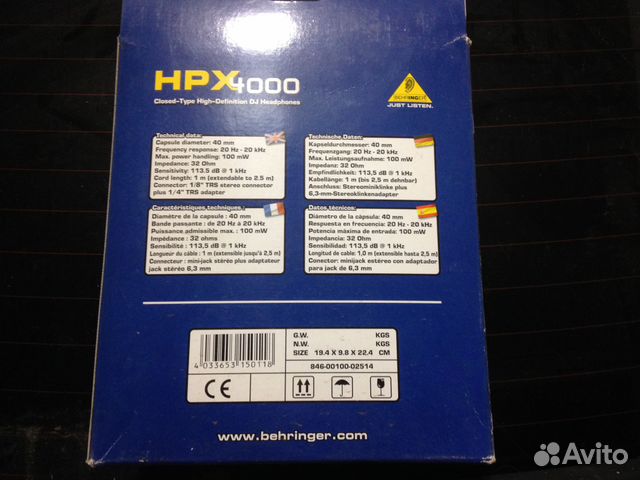 HPX4000
Closed-Type High-Definition DJ Headphones
BEHRINGER
JUST LISTEN.
Technical data:
Capsule diameter: 40 mm
Frequency response: 20 Hz - 20 kHz
Max. power handling: 100 mW
Impedance: 32 Ohm
Sensitivity: 113.5 dB @ 1 kHz
Cord length: 1 m (extendable to 2.5 m)
Connector: 1/8" TRS stereo connector
plus 1/4" TRS adapter
Technische Daten:
Kapseldurchmesser: 40 mm
Frequenzgang: 20 Hz - 20 kHz
Max. Leistungsaufnahme: 100 mW
Impedanz: 32 Ohm
Empfindlichkeit: 113,5 dB @ 1 kHz
Kabellänge: 1 m (bis 2,5 m dehnbar)
Anschluss: Stereominiklinke plus
6,3-mm-Stereoklinkenadapter
Caractéristiques techniques :
Diamètre de la capsule : 40 mm
Bande passante : de 20 Hz à 20 kHz
Puissance admissible max. : 100 mW
Impédance : 32 ohms
Sensibilité : 113,5 dB @ 1 kHz
Longueur du câble : 1 m (extensible jusqu'à 2,5 m)
Connecteur : mini-jack stéréo plus adaptateur
jack stéréo 6,3 mm
Datos técnicos:
Diámetro de la cápsula: 40 mm
Respuesta en frecuencia: 20 Hz - 20 kHz
Potencia máxima de entrada: 100 mW
Impedancia: 32 Ohm
Sensibilidad: 113,5 dB @ 1 kHz
Longitud de cable: 1,0 m (extensible hasta 2,5 m)
Conector: minijack estéreo con adaptador
para jack de 6,3 mm
4 033653 150118
G.W. KGS
N.W. KGS
SIZE 19.4 X 9.8 X 22.4 CM
846-00100-02514
CE
www.behringer.com
Avito